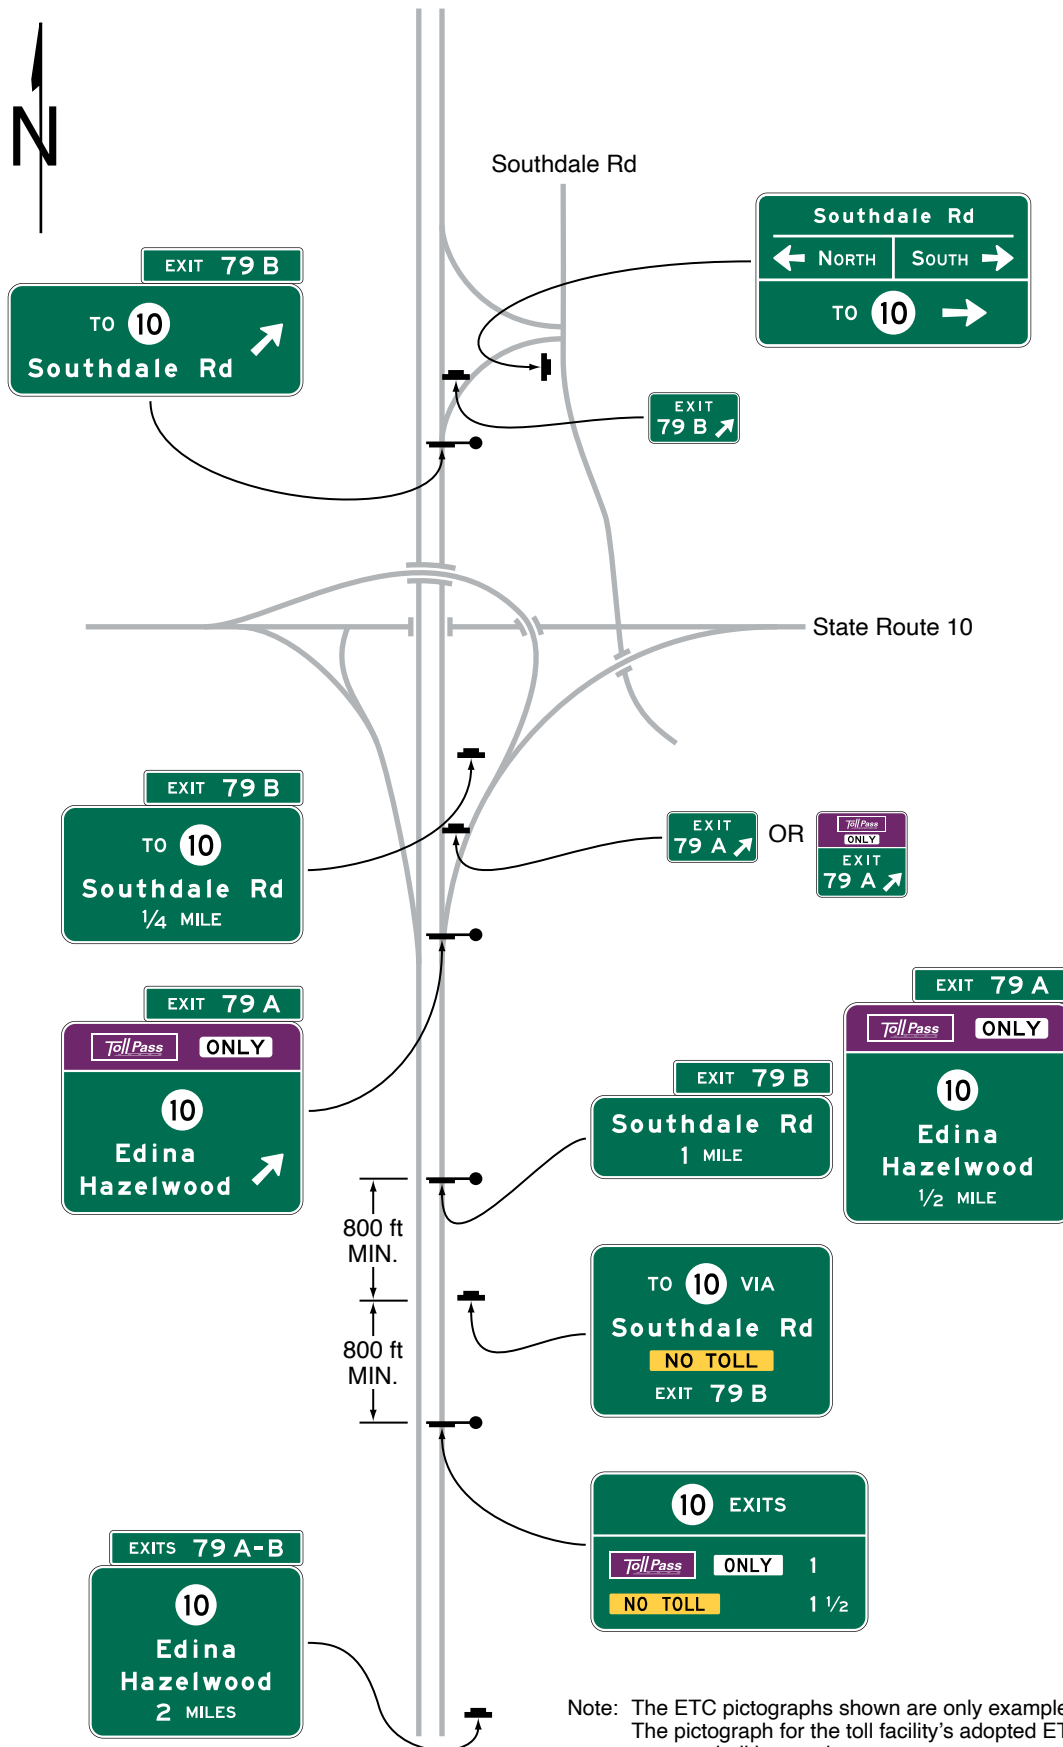 N
Southdale Rd
Southdale Rd
NORTH SOUTH
TO 10
EXIT 79 B
TO 10
Southdale Rd
EXIT
79 B
State Route 10
EXIT 79 B
TO 10
Southdale Rd
1/4 MILE
EXIT
79 A
OR
Toll Pass
ONLY
EXIT
79 A
EXIT 79 A
Toll Pass ONLY
10
Edina
Hazelwood
EXIT 79 A
Toll Pass ONLY
10
Edina
Hazelwood
1/2 MILE
EXIT 79 B
Southdale Rd
1 MILE
800 ft
MIN.
TO 10 VIA
Southdale Rd
NO TOLL
EXIT 79 B
800 ft
MIN.
10 EXITS
Toll Pass ONLY 1
NO TOLL 1 1/2
EXITS 79 A-B
10
Edina
Hazelwood
2 MILES
Note: The ETC pictographs shown are only example
The pictograph for the toll facility's adopted ET